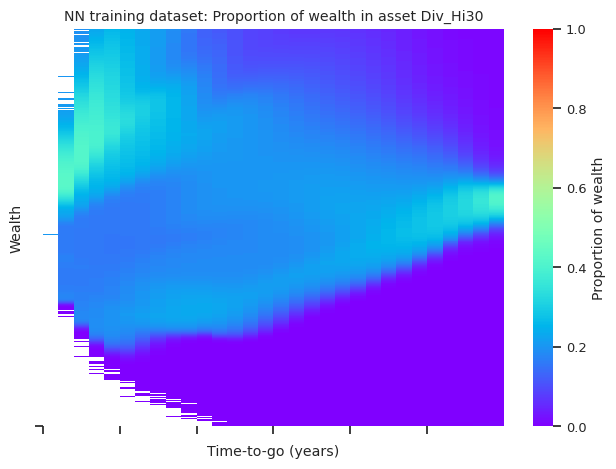 NN training dataset: Proportion of wealth in asset Div_Hi30
Wealth
Time-to-go (years)
1.0
0.8
0.6
0.4
0.2
0.0
Proportion of wealth